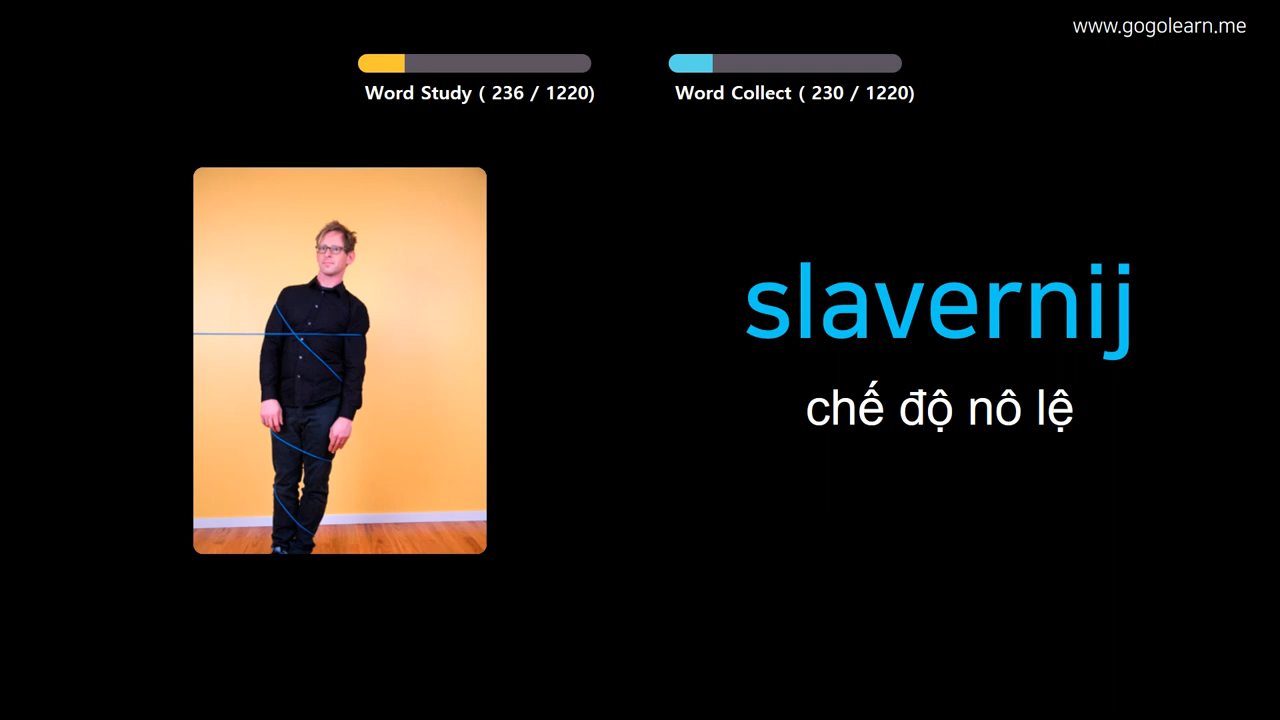 www.gogolearn.me
Word Study ( 236 / 1220)
Word Collect ( 230 / 1220)
slavernij
chế độ nô lệ